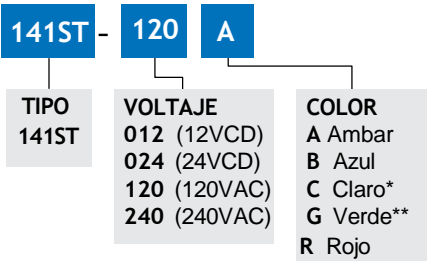 141ST - 120 A
TIPO
141ST
VOLTAJE
012 (12VCD)
024 (24VCD)
120 (120VAC)
240 (240VAC)
COLOR
A Ambar
B Azul
C Claro*
G Verde**
R Rojo